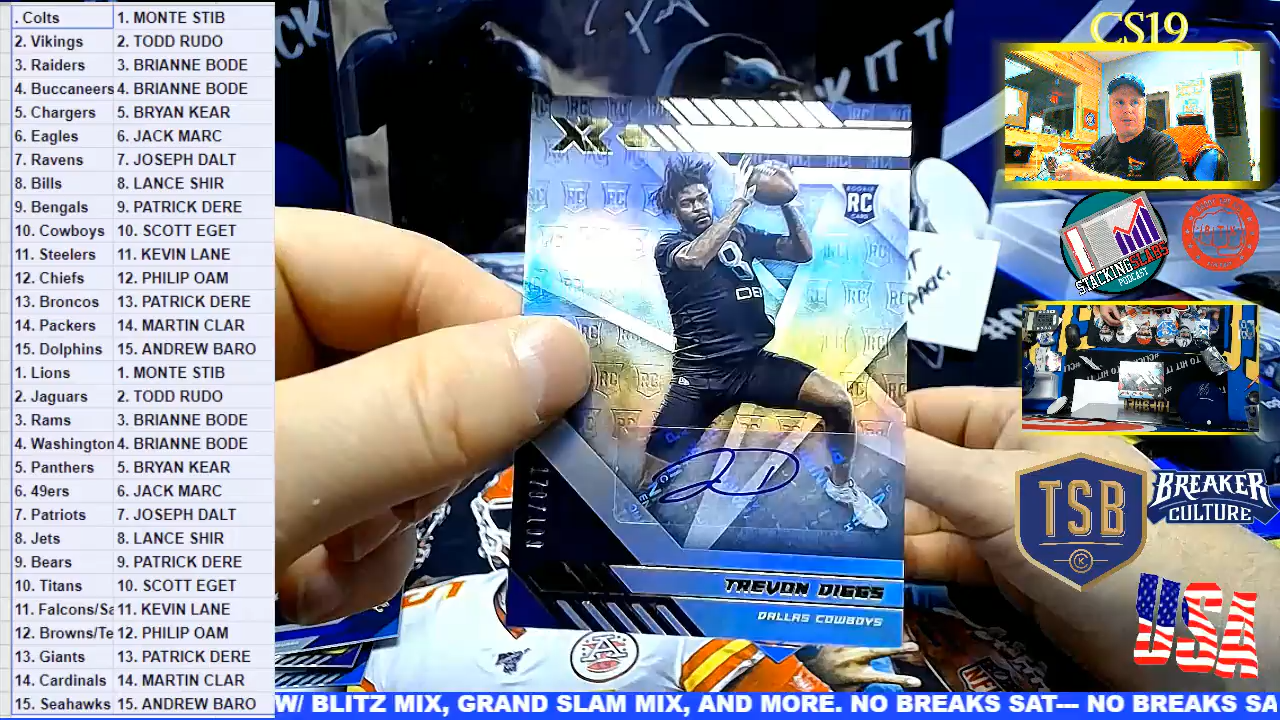 . Colts 1. MONTE STIB
2. Vikings 2. TODD RUDO
3. Raiders 3. BRIANNE BODE
4. Buccaneers 4. BRIANNE BODE
5. Chargers 5. BRYAN KEAR
6. Eagles 6. JACK MARC
7. Ravens 7. JOSEPH DALT
8. Bills 8. LANCE SHIR
9. Bengals 9. PATRICK DERE
10. Cowboys 10. SCOTT EGET
11. Steelers 11. KEVIN LANE
12. Chiefs 12. PHILIP OAM
13. Broncos 13. PATRICK DERE
14. Packers 14. MARTIN CLAR
15. Dolphins 15. ANDREW BARO
1. Lions 1. MONTE STIB
2. Jaguars 2. TODD RUDO
3. Rams 3. BRIANNE BODE
4. Washington 4. BRIANNE BODE
5. Panthers 5. BRYAN KEAR
6. 49ers 6. JACK MARC
7. Patriots 7. JOSEPH DALT
8. Jets 8. LANCE SHIR
9. Bears 9. PATRICK DERE
10. Titans 10. SCOTT EGET
11. Falcons/Sa 11. KEVIN LANE
12. Browns/Te 12. PHILIP OAM
13. Giants 13. PATRICK DERE
14. Cardinals 14. MARTIN CLAR
15. Seahawks 15. ANDREW BARO
XR
ROOKIE
RC
CARD
DB
TREVON DIGGS
DALLAS COWBOYS
CS19
STACKING SLABS
PODCAST
TSB
K
BREAKER
CULTURE
USA
W/ BLITZ MIX, GRAND SLAM MIX, AND MORE. NO BREAKS SAT--- NO BREAKS SA